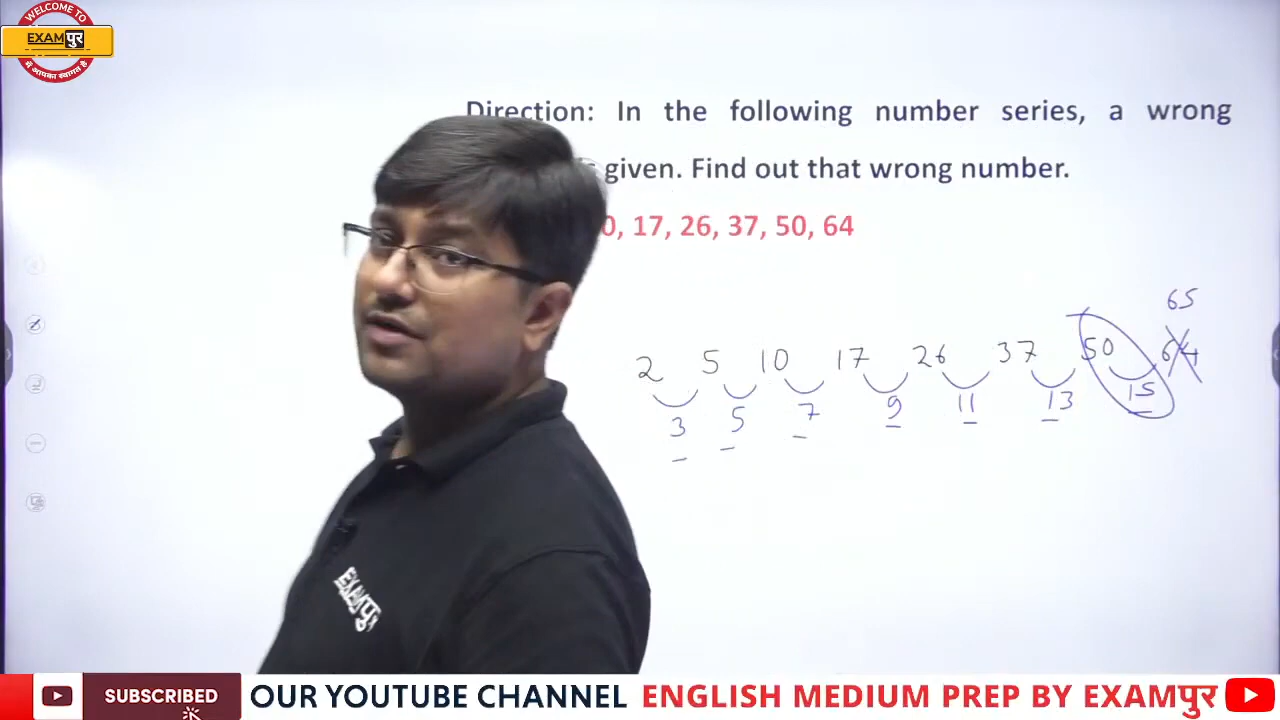 WELCOME TO
EXAMपुर
में आपका स्वागत है
Direction: In the following number series, a wrong
given. Find out that wrong number.
0, 17, 26, 37, 50, 64
65
2 5 10 17 26 37 50 64
3 5 7 9 11 13 15
EXAMपुर
SUBSCRIBED
OUR YOUTUBE CHANNEL ENGLISH MEDIUM PREP BY EXAMपुर